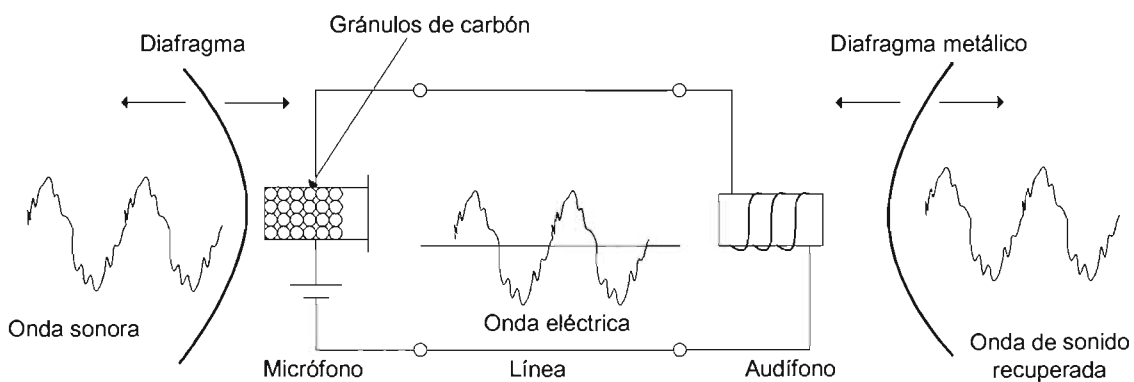 Gránulos de carbón
Diafragma
Diafragma metálico
Onda sonora
Onda eléctrica
Micrófono
Línea
Audífono
Onda de sonido
recuperada